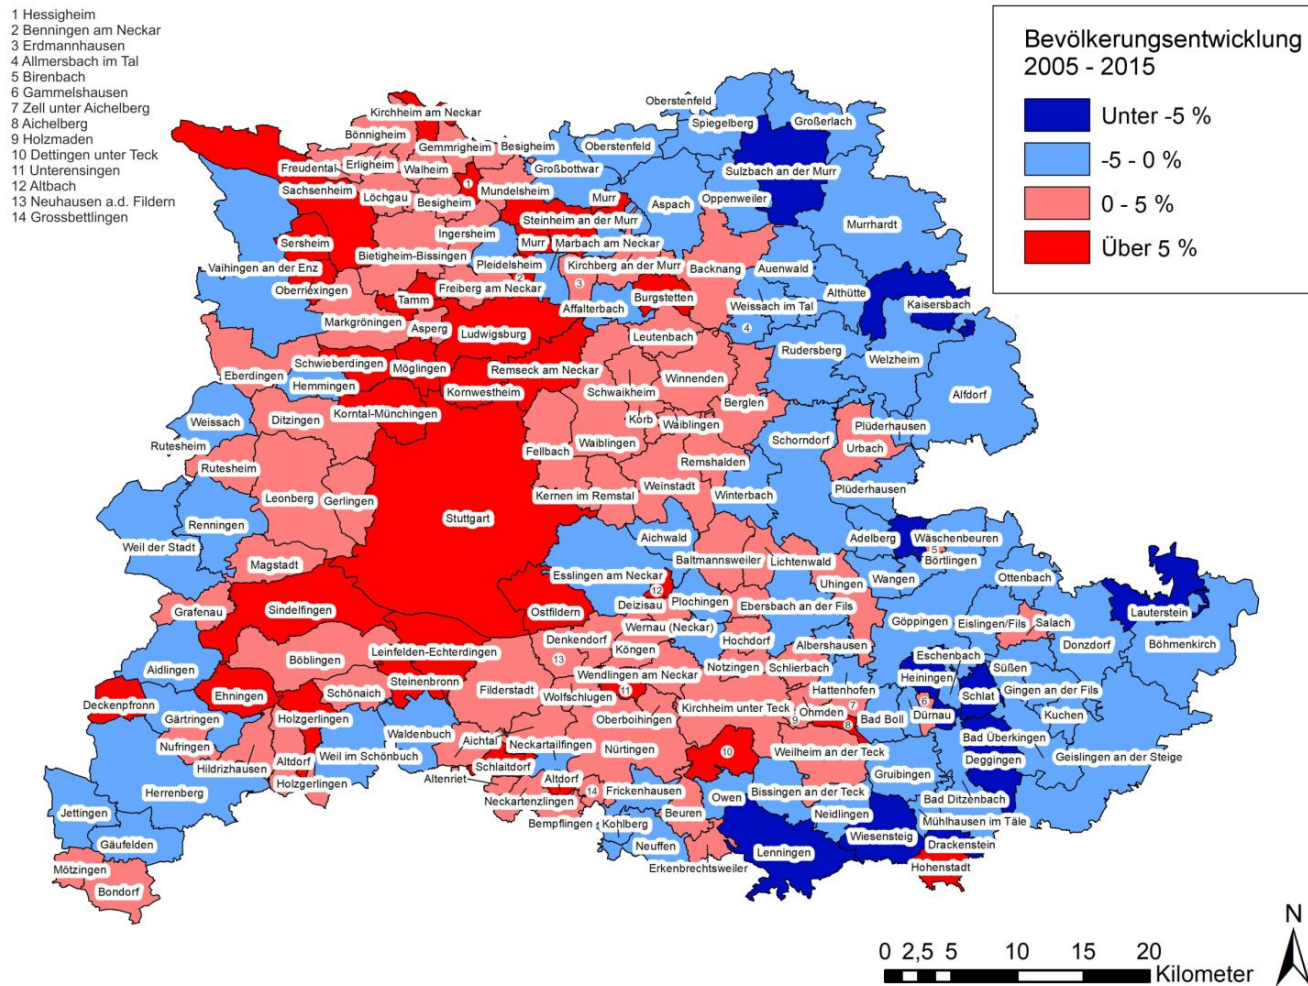 1 Hessigheim
2 Benningen am Neckar
3 Erdmannhausen
4 Allmersbach im Tal
5 Birenbach
6 Gammelshausen
7 Zell unter Aichelberg
8 Aichelberg
9 Holzmaden
10 Dettingen unter Teck
11 Unterensingen
12 Altbach
13 Neuhausen a.d. Fildern
14 Grossbettlingen
Bevölkerungsentwicklung
2005 - 2015
Unter -5 %
-5 - 0 %
0 - 5 %
Über 5 %
Oberstenfeld
Kirchheim am Neckar
Spiegelberg
Großerlach
Bönnigheim
Gemmrigheim
Besigheim
Oberstenfeld
Erligheim
Walheim
Freudental
Großbottwar
Sulzbach an der Murr
1
Sachsenheim
Löchgau
Besigheim
Mundelsheim
Murr
Aspach
Oppenweiler
Steinheim an der Murr
Murrhardt
Ingersheim
Sersheim
Murr
Marbach am Neckar
Bietigheim-Bissingen
Vaihingen an der Enz
Pleidelsheim
Kirchberg an der Murr
Backnang
Auenwald
2
3
Oberriexingen
Freiberg am Neckar
Burgstetten
Althütte
Tamm
Affalterbach
Weissach im Tal
Kaisersbach
Markgröningen
Asperg
Ludwigsburg
4
Leutenbach
Rudersberg
Welzheim
Schwieberdingen
Möglingen
Remseck am Neckar
Eberdingen
Winnenden
Hemmingen
Kornwestheim
Schwaikheim
Alfdorf
Berglen
Weissach
Korntal-Münchingen
Ditzingen
Korb
Waiblingen
Plüderhausen
Rutesheim
Waiblingen
Schorndorf
Fellbach
Urbach
Rutesheim
Remshalden
Leonberg
Gerlingen
Kernen im Remstal
Weinstadt
Winterbach
Plüderhausen
Stuttgart
Renningen
Aichwald
Adelberg
Wäschenbeuren
Weil der Stadt
5
Baltmannsweiler
Lichtenwald
Börtlingen
Magstadt
Esslingen am Neckar
Uhingen
Wangen
Ottenbach
12
Grafenau
Sindelfingen
Ostfildern
Deizisau
Plochingen
Ebersbach an der Fils
Lauterstein
Göppingen
Eislingen/Fils
Salach
Wernau (Neckar)
Denkendorf
Hochdorf
Albershausen
Donzdorf
Böhmenkirch
Köngen
Leinfelden-Echterdingen
Eschenbach
Böblingen
13
Notzingen
Schlierbach
Süßen
Aidlingen
Wendlingen am Neckar
Heiningen
Steinenbronn
Filderstadt
Hattenhofen
Schlat
Gingen an der Fils
Ehningen
Schönaich
11
Wolfschlugen
6
Deckenpfronn
7
Kirchheim unter Teck
Ohmden
Dürnau
Kuchen
Gärtringen
Holzgerlingen
Oberboihingen
9
8
Bad Boll
Waldenbuch
Bad Überkingen
Aichtal
Neckartailfingen
Nürtingen
10
Weilheim an der Teck
Nufringen
Weil im Schönbuch
Deggingen
Geislingen an der Steige
Altdorf
Schlaitdorf
Hildrizhausen
Gruibingen
Altenriet
Altdorf
Holzgerlingen
14
Frickenhausen
Bissingen an der Teck
Herrenberg
Owen
Bad Ditzenbach
Neckartenzlingen
Jettingen
Beuren
Neidlingen
Mühlhausen im Täle
Bempflingen
Kohlberg
Wiesensteig
Gäufelden
Neuffen
Drackenstein
Lenningen
Mötzingen
Erkenbrechtsweiler
Hohenstadt
Bondorf
N
0 2,5 5 10 15 20
Kilometer